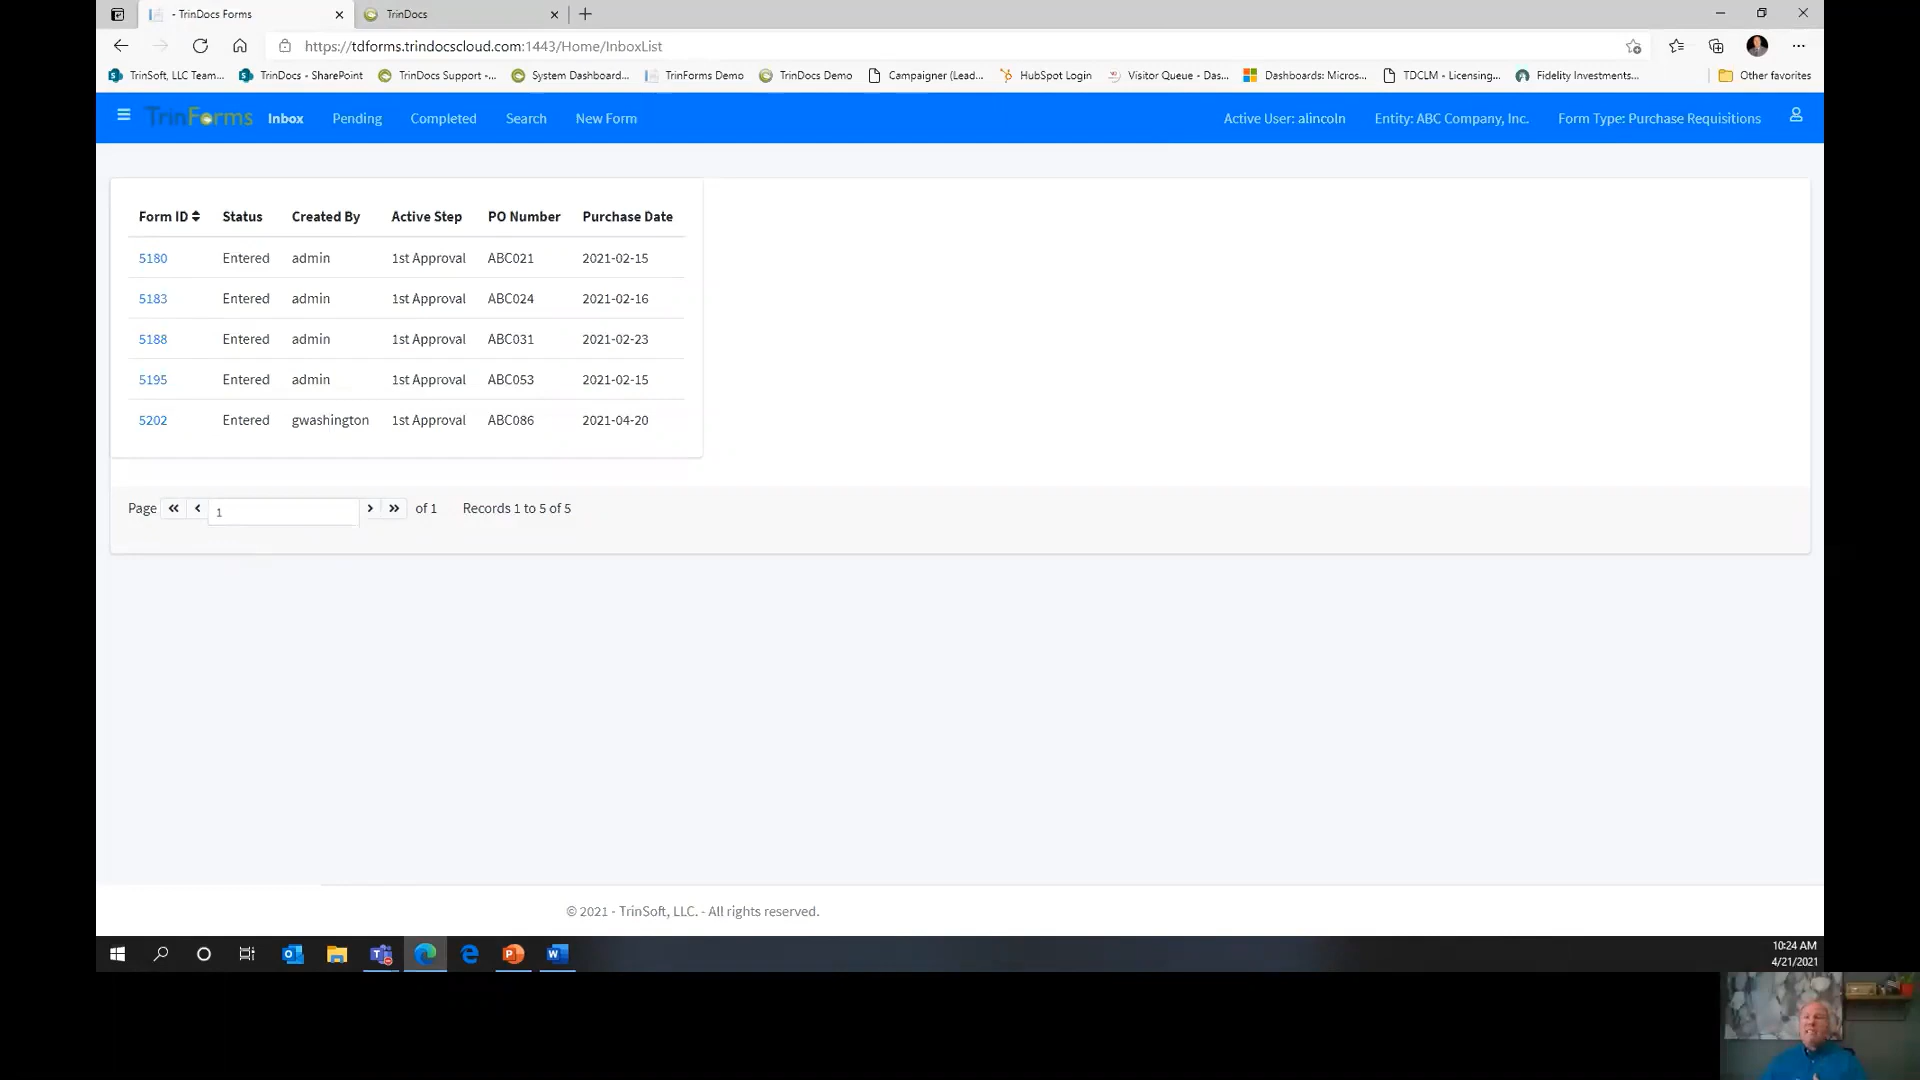 - TrinDocs Forms
TrinDocs
https://tdforms.trindocscloud.com:1443/Home/InboxList
TrinSoft, LLC Team...
TrinDocs - SharePoint
TrinDocs Support -...
System Dashboard...
TrinForms Demo
TrinDocs Demo
Campaigner (Lead...
HubSpot Login
Visitor Queue - Das...
Dashboards: Micros...
TDCLM - Licensing...
Fidelity Investments...
Other favorites
TrinForms
Inbox
Pending
Completed
Search
New Form
Active User: alincoln
Entity: ABC Company, Inc.
Form Type: Purchase Requisitions
Form ID Status Created By Active Step PO Number Purchase Date
5180 Entered admin 1st Approval ABC021 2021-02-15
5183 Entered admin 1st Approval ABC024 2021-02-16
5188 Entered admin 1st Approval ABC031 2021-02-23
5195 Entered admin 1st Approval ABC053 2021-02-15
5202 Entered gwashington 1st Approval ABC086 2021-04-20
Page 1 of 1 Records 1 to 5 of 5
© 2021 - TrinSoft, LLC. - All rights reserved.
10:24 AM
4/21/2021